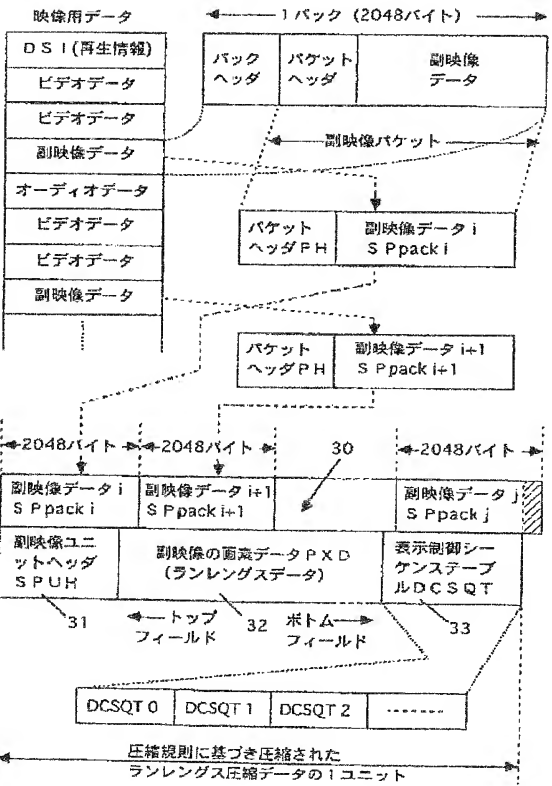 映像用データ
1パック (2048バイト)
DSI(再生情報)
ビデオデータ
ビデオデータ
副映像データ
オーディオデータ
ビデオデータ
ビデオデータ
副映像データ
パック
ヘッダ
パケット
ヘッダ
副映像
データ
副映像パケット
パケット
ヘッダPH
副映像データ i
SPpack i
パケット
ヘッダPH
副映像データ i+1
SPpack i+1
2048バイト
2048バイト
30
2048バイト
副映像データ i
SPpack i
副映像データ i+1
SPpack i+1
副映像データ j
SPpack j
副映像ユニ
ットヘッダ
SPUH
副映像の画素データPXD
(ランレングスデータ)
表示制御シー
ケンステーブ
ルDCSQT
31
トップ
フィールド
32
ボトム
フィールド
33
DCSQT 0
DCSQT 1
DCSQT 2
-------
圧縮規則に基づき圧縮された
ランレングス圧縮データの1ユニット